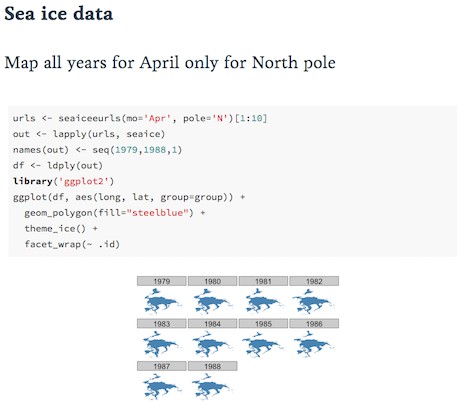 Sea ice data
Map all years for April only for North pole
urls <- seaiceeurls(mo='Apr', pole='N')[1:10]
out <- lapply(urls, seaice)
names(out) <- seq(1979,1988,1)
df <- ldply(out)
library('ggplot2')
ggplot(df, aes(long, lat, group=group)) +
  geom_polygon(fill="steelblue") +
  theme_ice() +
  facet_wrap(~ .id)
1979 1980 1981 1982
1983 1984 1985 1986
1987 1988